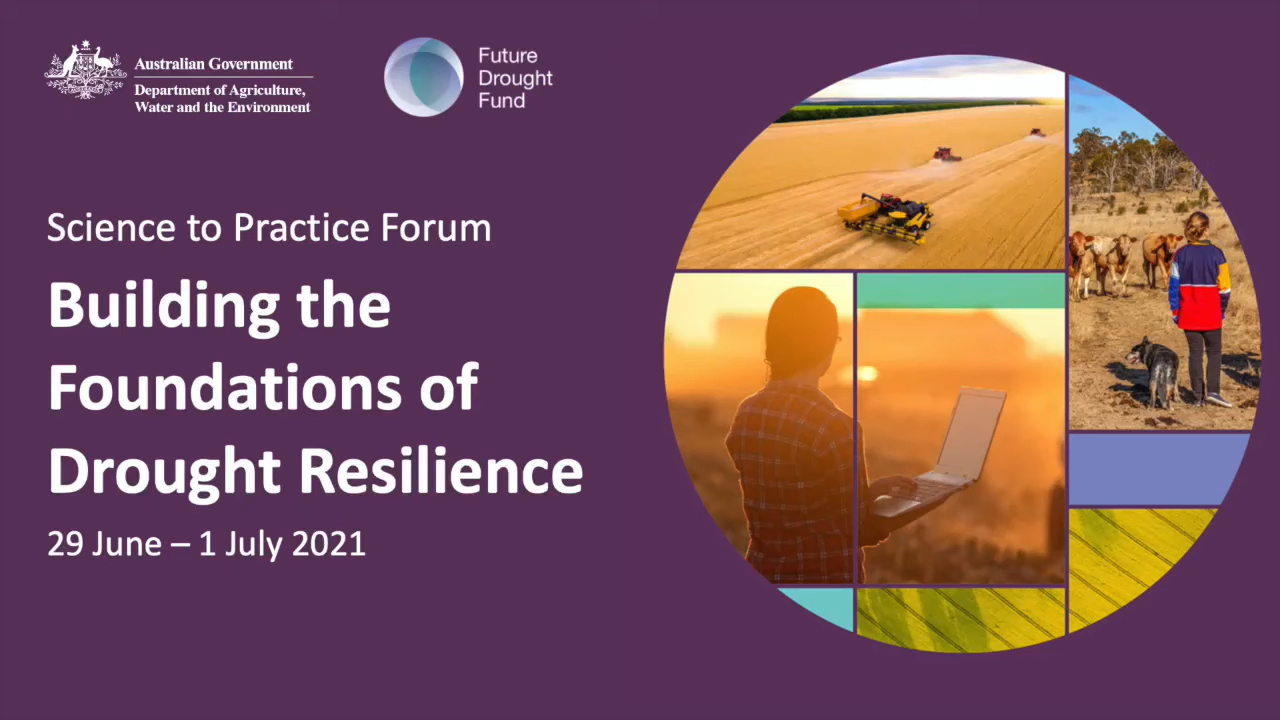 Australian Government
Department of Agriculture,
Water and the Environment
Future
Drought
Fund
Science to Practice Forum
Building the
Foundations of
Drought Resilience
29 June – 1 July 2021